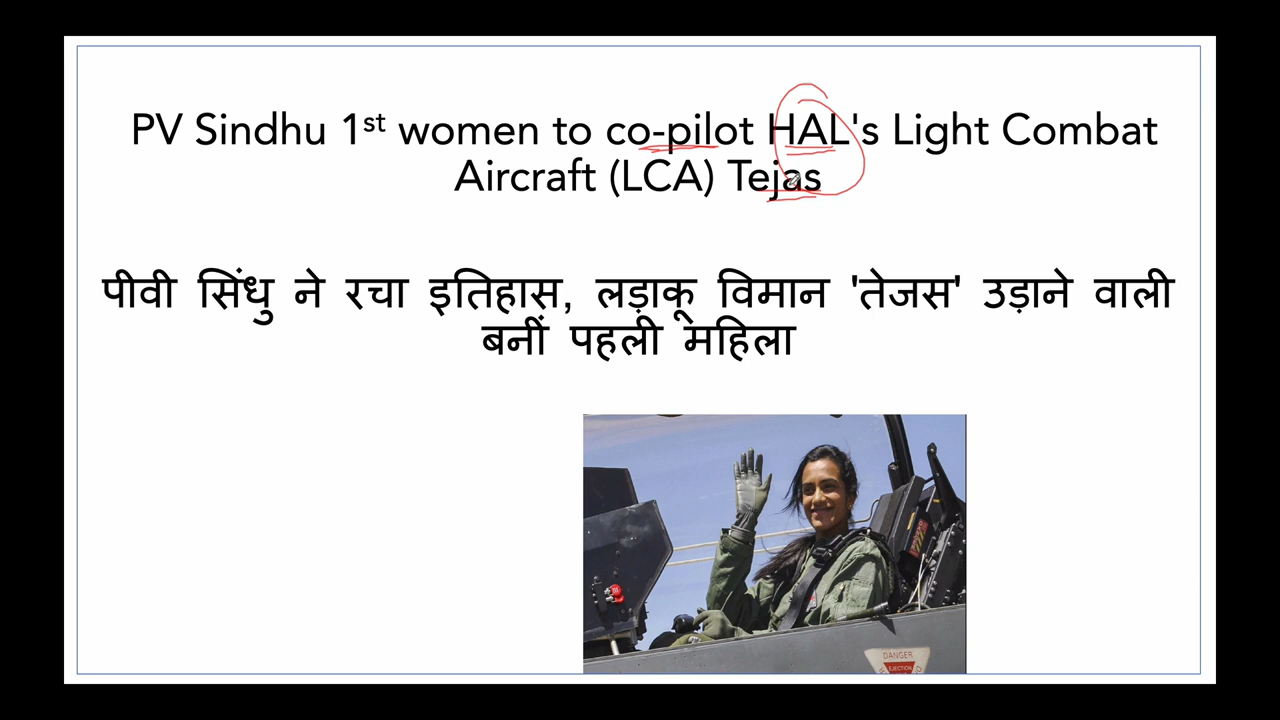 PV Sindhu 1st women to co-pilot HAL's Light Combat
Aircraft (LCA) Tejas
पीवी सिंधु ने रचा इतिहास, लड़ाकू विमान 'तेजस' उड़ाने वाली
बनीं पहली महिला
DANGER
EJECTION